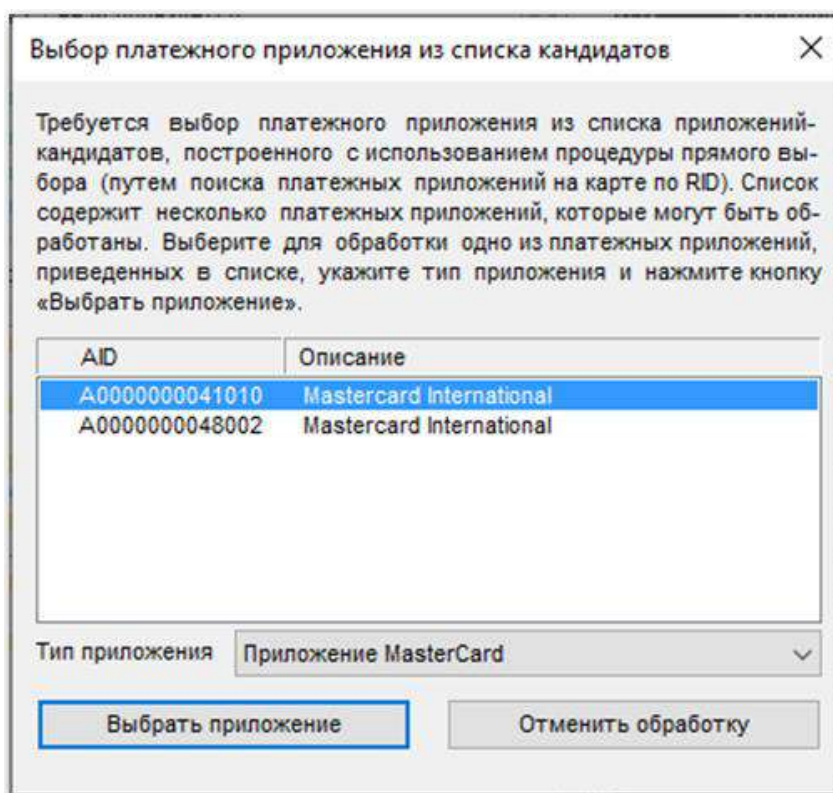 Выбор платежного приложения из списка кандидатов
Требуется выбор платежного приложения из списка приложений-
кандидатов, построенного с использованием процедуры прямого вы-
бора (путем поиска платежных приложений на карте по RID). Список
содержит несколько платежных приложений, которые могут быть об-
работаны. Выберите для обработки одно из платежных приложений,
приведенных в списке, укажите тип приложения и нажмите кнопку
«Выбрать приложение».
AID Описание
A0000000041010 Mastercard International
A0000000048002 Mastercard International
Тип приложения Приложение MasterCard
Выбрать приложение Отменить обработку